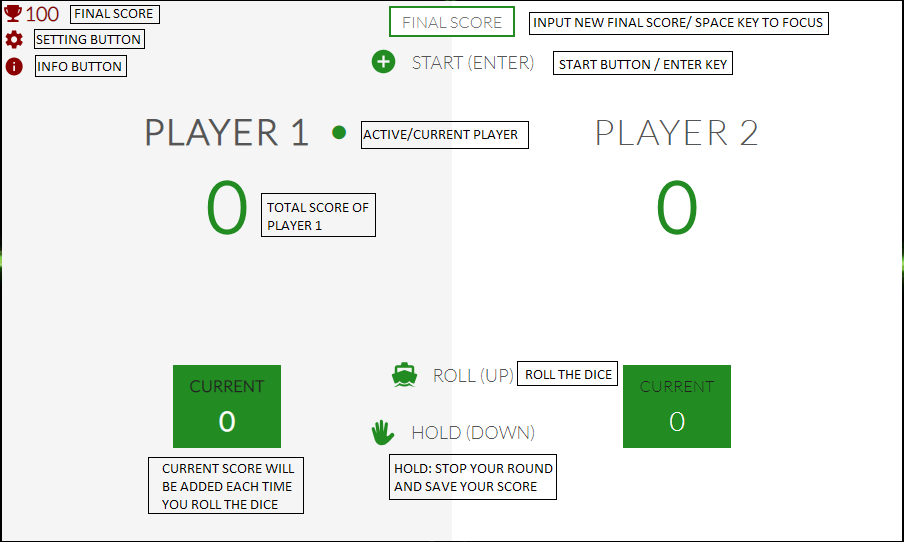 100 FINAL SCORE
SETTING BUTTON
INFO BUTTON
FINAL SCORE
INPUT NEW FINAL SCORE/ SPACE KEY TO FOCUS
START (ENTER)
START BUTTON / ENTER KEY
PLAYER 1
ACTIVE/CURRENT PLAYER
PLAYER 2
0
TOTAL SCORE OF
PLAYER 1
0
ROLL (UP)
ROLL THE DICE
CURRENT
0
CURRENT
0
HOLD (DOWN)
CURRENT SCORE WILL
BE ADDED EACH TIME
YOU ROLL THE DICE
HOLD: STOP YOUR ROUND
AND SAVE YOUR SCORE